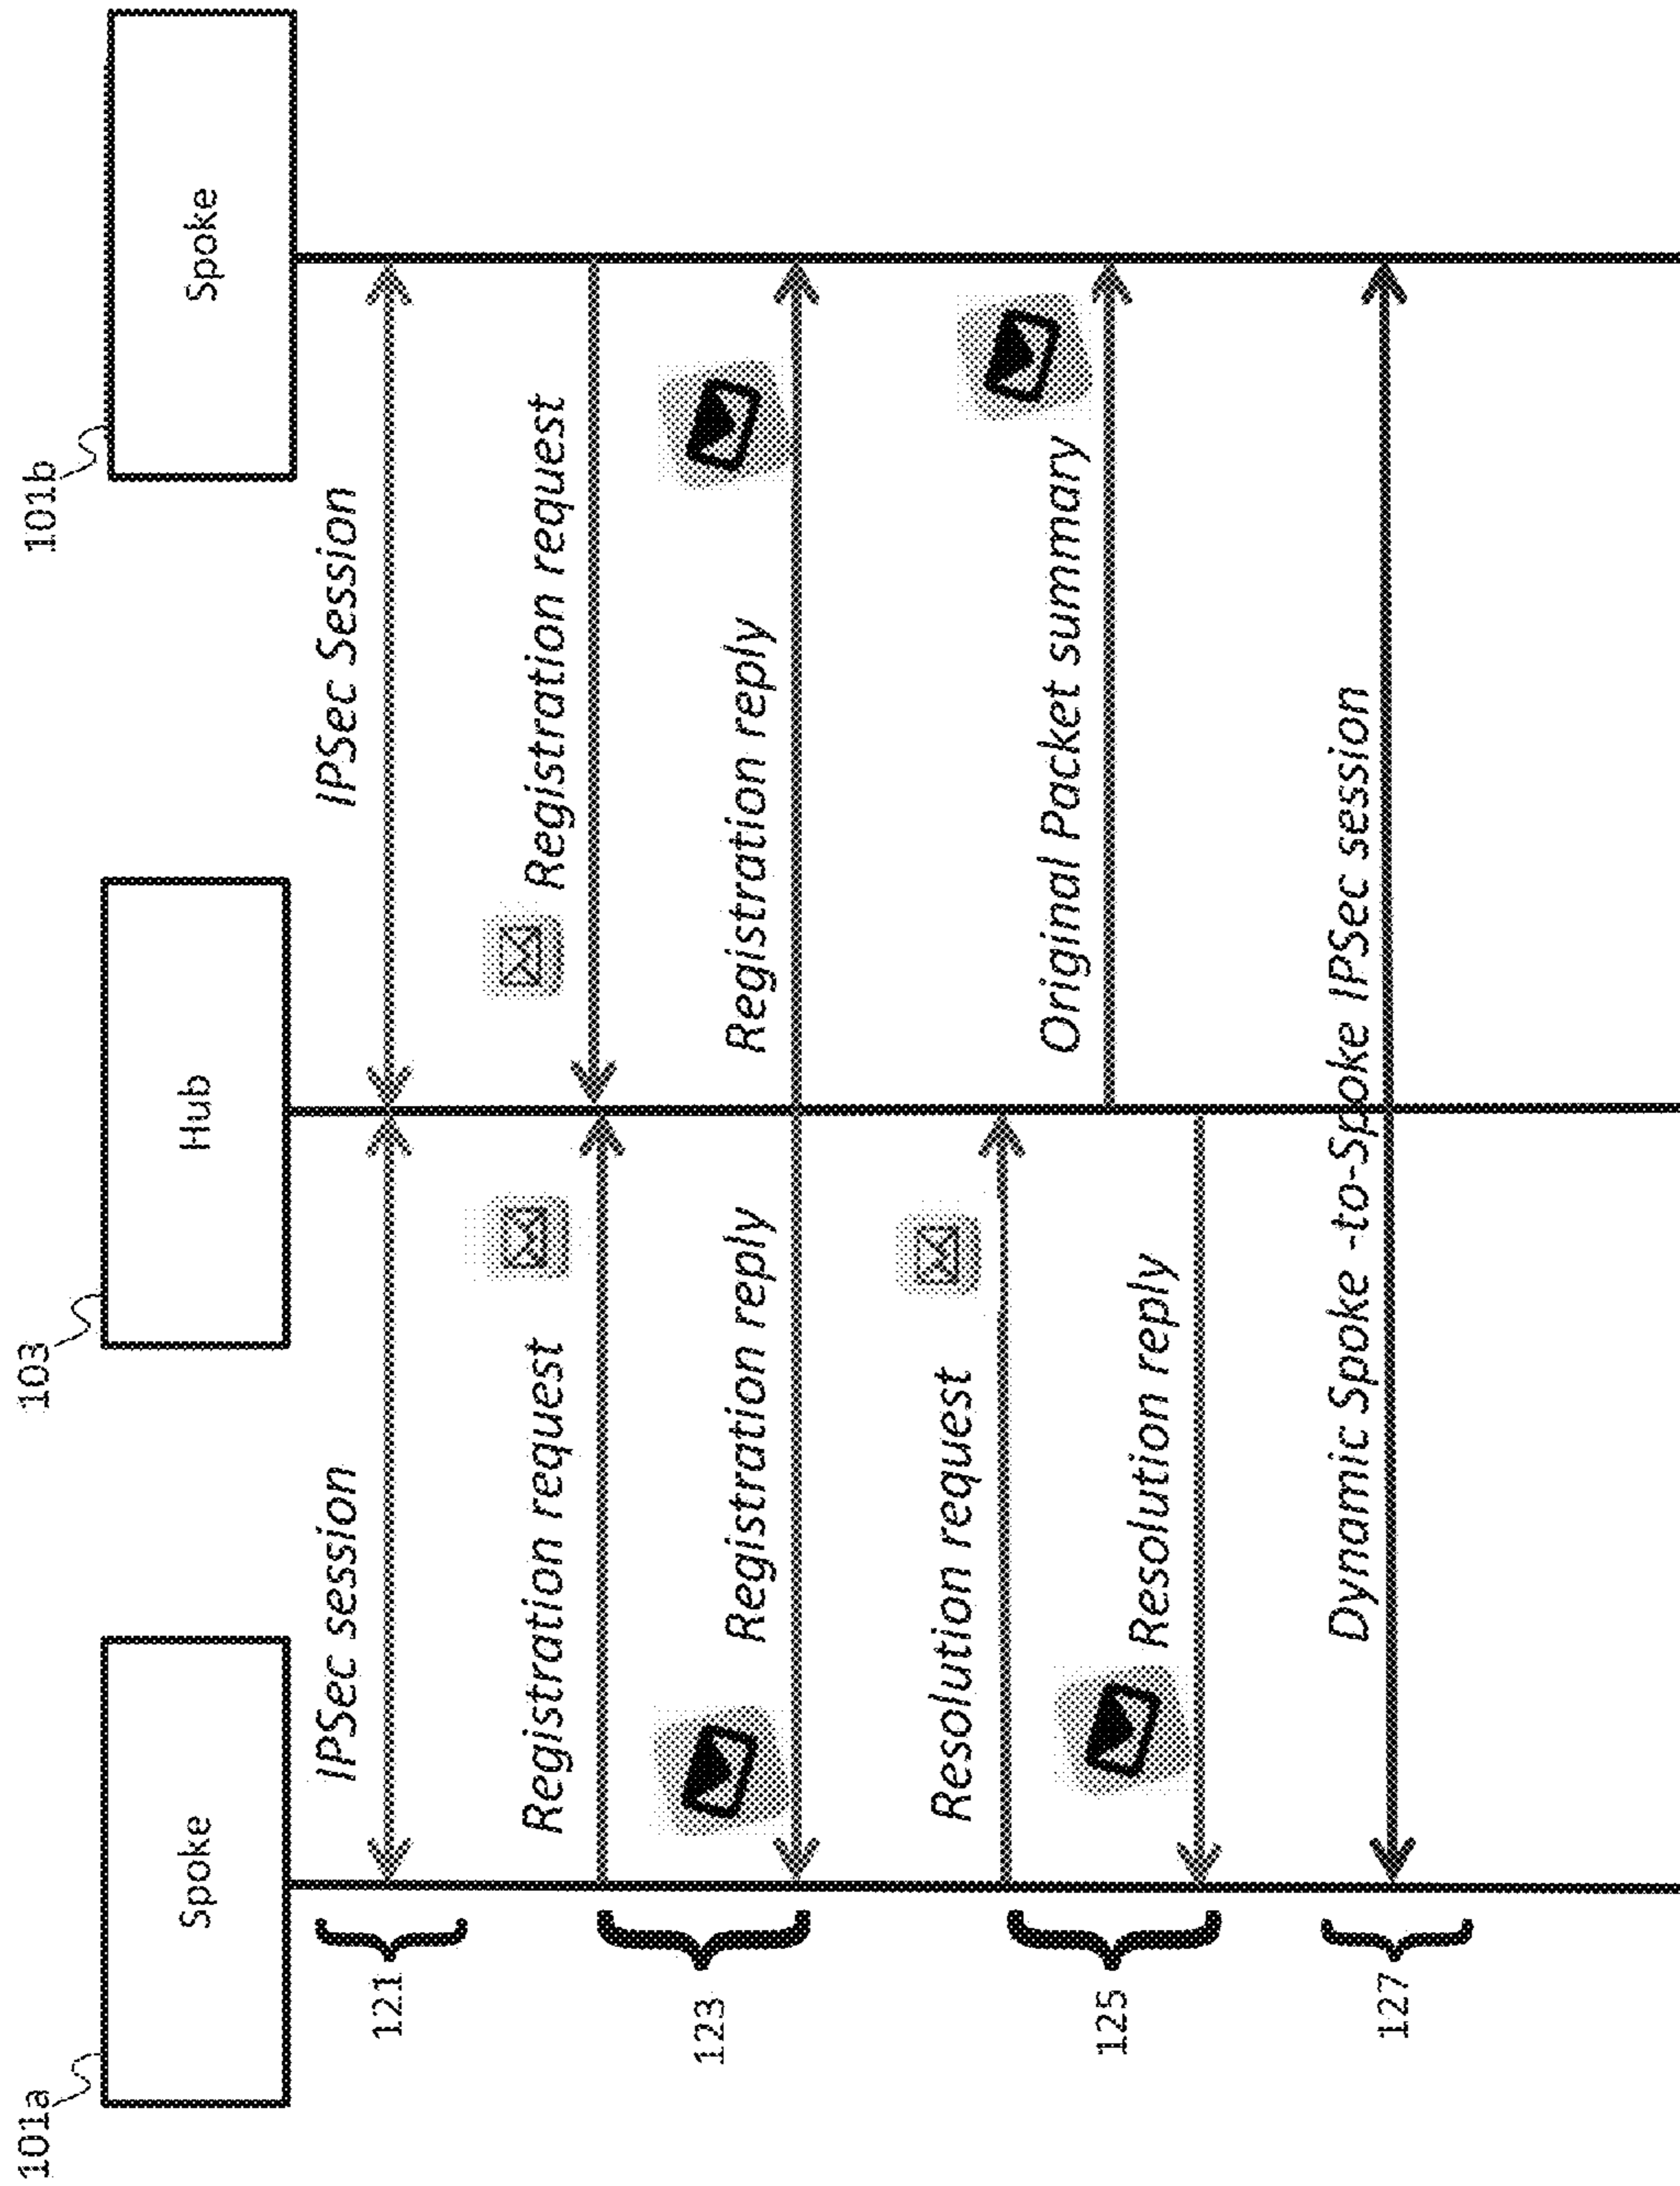 101a
103
101b
Spoke
Hub
Spoke
IPSec session
IPSec Session
121
Registration request
Registration request
Registration reply
Registration reply
123
Resolution request
Original Packet summary
Resolution reply
125
Dynamic Spoke -to-Spoke IPSec session
127